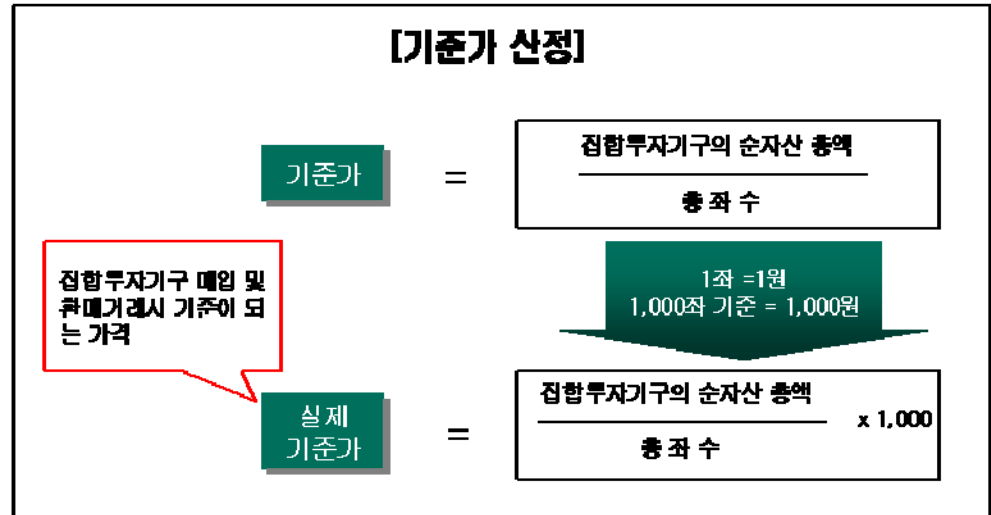 [기준가 산정]
기준가
=
집합투자기구의 순자산 총액
총 좌 수
집합투자기구 매입 및
환매거래시 기준이 되
는 가격
1좌 =1원
1,000좌 기준 = 1,000원
실제
기준가
=
집합투자기구의 순자산 총액
총 좌 수
x 1,000